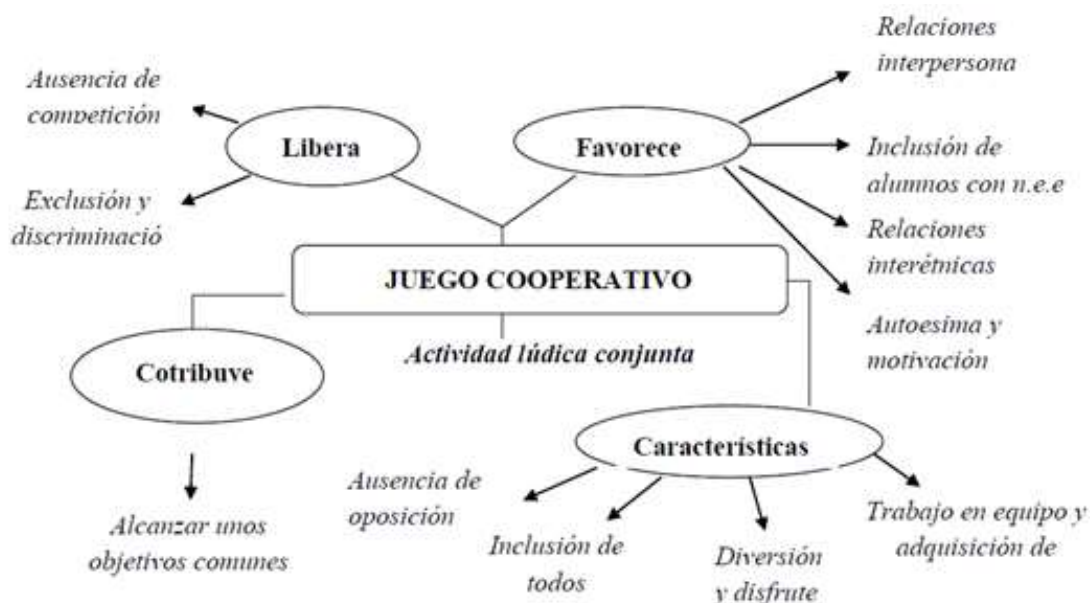 Relaciones
interpersona
Ausencia de
competición
Libera
Favorece
Inclusión de
alumnos con n.e.e
Exclusión y
discriminació
Relaciones
interétnicas
JUEGO COOPERATIVO
Autoesima y
motivación
Actividad lúdica conjunta
Cotribuve
Características
Ausencia de
oposición
Trabajo en equipo y
adquisición de
Alcanzar unos
objetivos comunes
Inclusión de
todos
Diversión
y disfrute